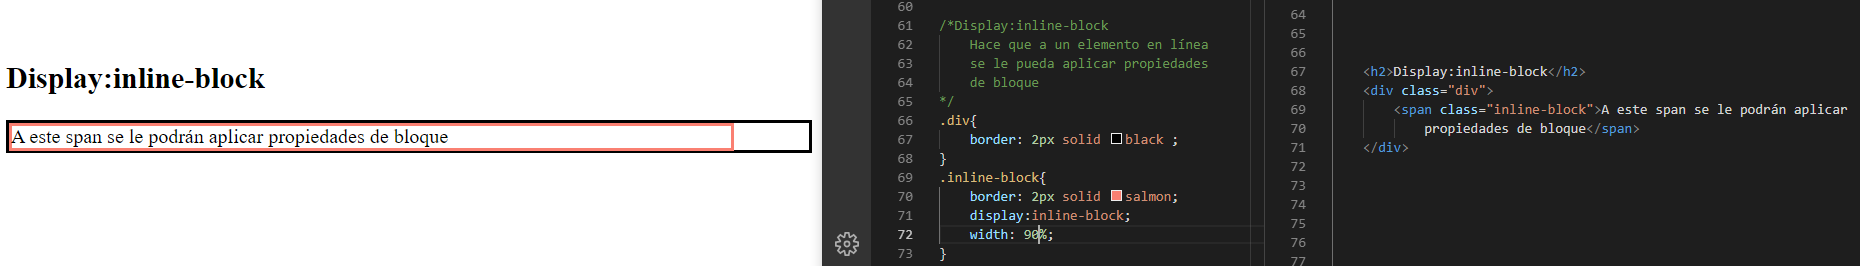 Display:inline-block
A este span se le podrán aplicar propiedades de bloque
60
61 /*Display:inline-block
62 Hace que a un elemento en línea
63 se le pueda aplicar propiedades
64 de bloque
65 */
66 .div{
67 border: 2px solid black ;
68 }
69 .inline-block{
70 border: 2px solid salmon;
71 display:inline-block;
72 width: 90%;
73 }
64
65
66
67 <h2>Display:inline-block</h2>
68 <div class="div">
69 <span class="inline-block">A este span se le podrán aplicar
70 propiedades de bloque</span>
71 </div>
72
73
74
75
76
77